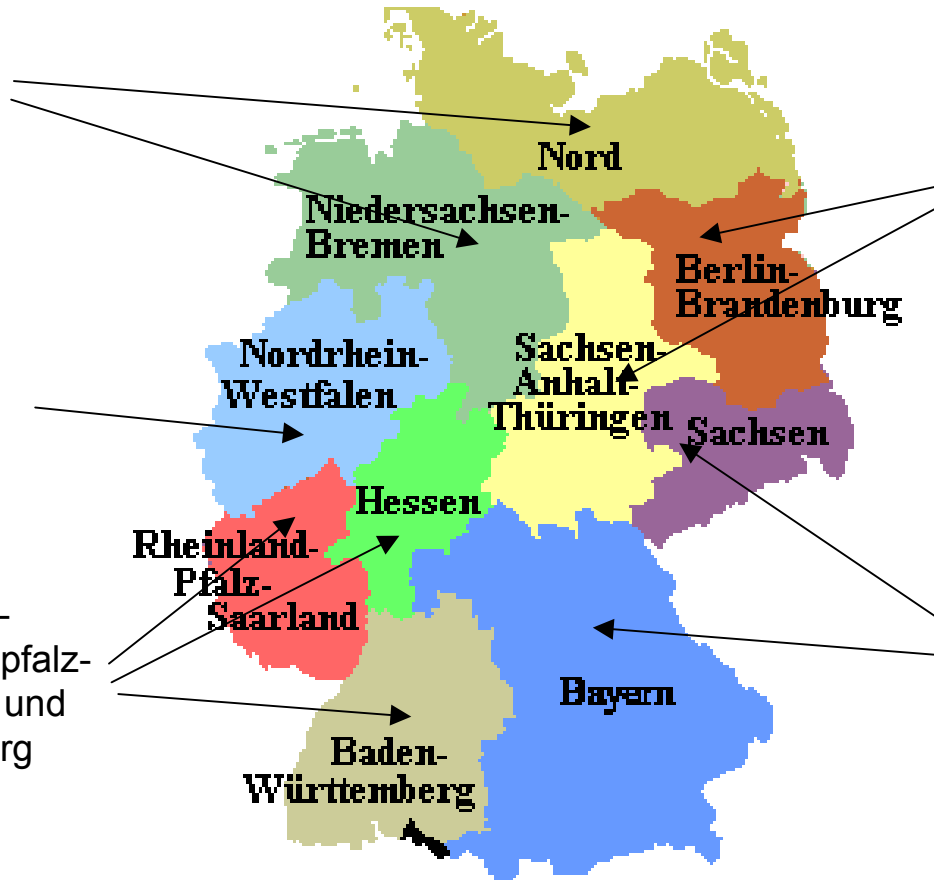 Nord
Niedersachsen-
Bremen
Berlin-
Brandenburg
Nordrhein-
Westfalen
Sachsen-
Anhalt-
Thüringen
Sachsen
Hessen
Rheinland-
Pfalz-
Saarland
-
pfalz-
und
rg
Bayern
Baden-
Württemberg